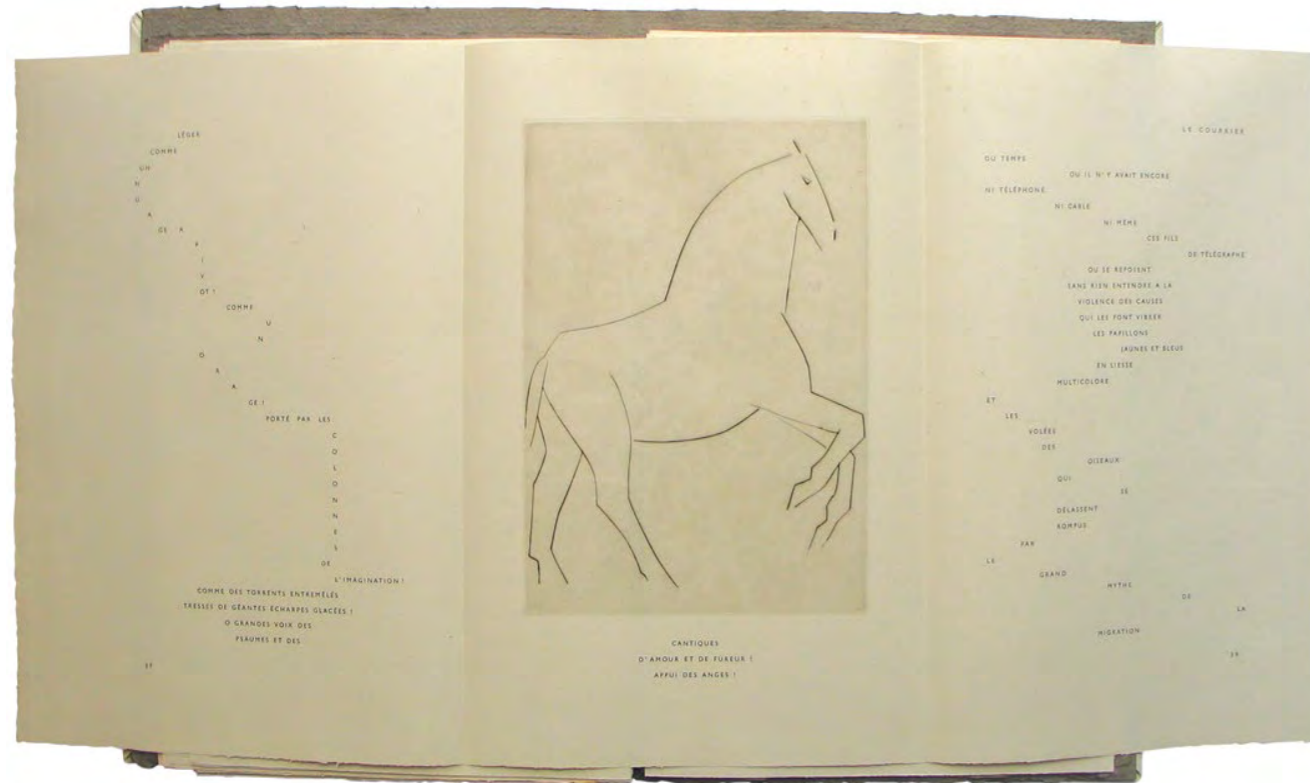 LÉGER
COMME
UN
N
U
A
GE A
P
I
V
OT !
COMME
U
N
O
R
A
GE !
PORTÉ PAR LES
C
O
L
O
N
N
E
S
DE
L'IMAGINATION !
COMME DES TORRENTS ENTREMÊLÉS
TRESSES DE GÉANTES ÉCHARPES GLACÉES !
O GRANDES VOIX DES
PSAUMES ET DES
37
CANTIQUES
D'AMOUR ET DE FUREUR !
APPUI DES ANGES !
LE COURRIER
DU TEMPS
OU IL N'Y AVAIT ENCORE
NI TÉLÉPHONE
NI CABLE
NI MÊME
CES FILS
DE TÉLÉGRAPHE
OU SE REPOSENT
SANS RIEN ENTENDRE A LA
VIOLENCE DES CAUSES
QUI LES FONT VIBRER
LES PAPILLONS
JAUNES ET BLEUS
EN LIESSE
MULTICOLORE
ET
LES
VOLÉES
DES
OISEAUX
QUI
SE
DÉLASSENT
ROMPUS
PAR
LE
GRAND
MYTHE
DE
LA
MIGRATION
39